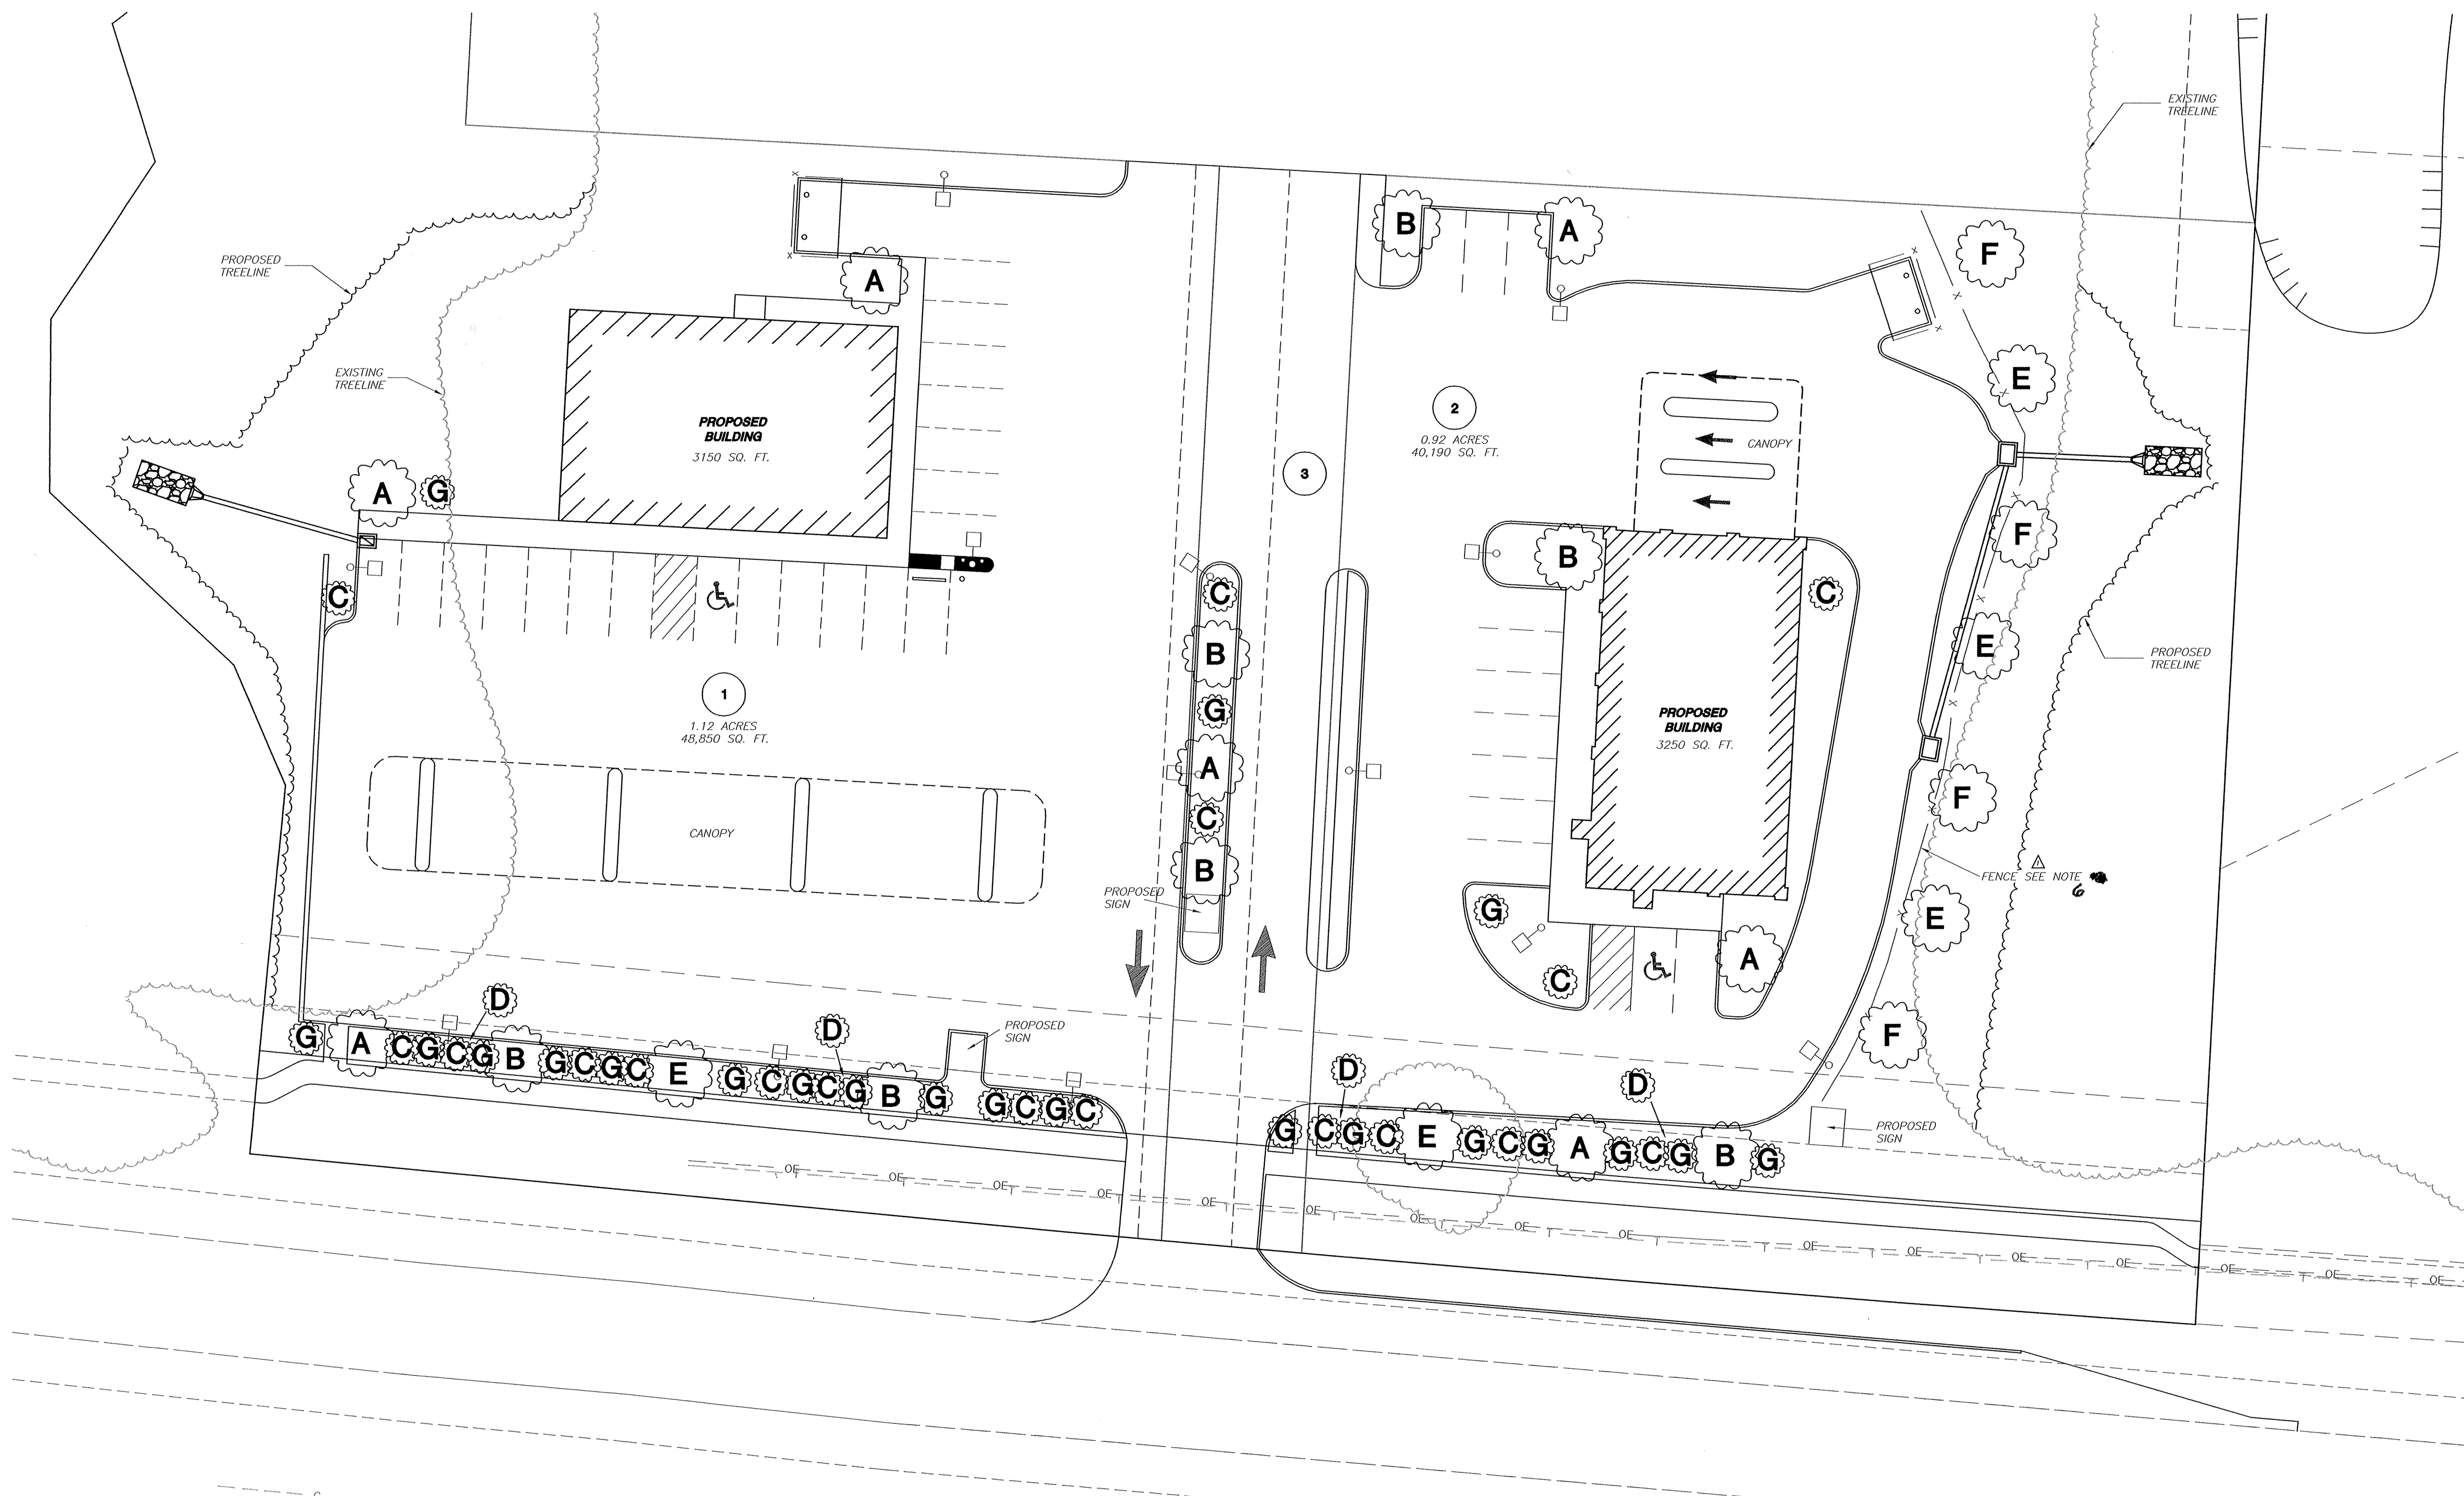 EXISTING
TREELINE
B
A
F
PROPOSED
TREELINE
A
E
EXISTING
TREELINE
2
0.92 ACRES
40,190 SQ. FT.
CANOPY
PROPOSED
BUILDING
3150 SQ. FT.
3
A
G
F
B
C
C
C
E
B
PROPOSED
TREELINE
1
1.12 ACRES
48,850 SQ. FT.
G
PROPOSED
BUILDING
3250 SQ. FT.
A
F
C
CANOPY
B
FENCE SEE NOTE 6
PROPOSED
SIGN
G
E
A
C
D
D
PROPOSED
SIGN
F
G A C G C G B G C G C E G C G C G B G G C G C
D
D
G C G C E G C G A G C G B G
PROPOSED
SIGN
OE OE OE OE OE OE OE OE OE OE OE OE OE OE OE OE